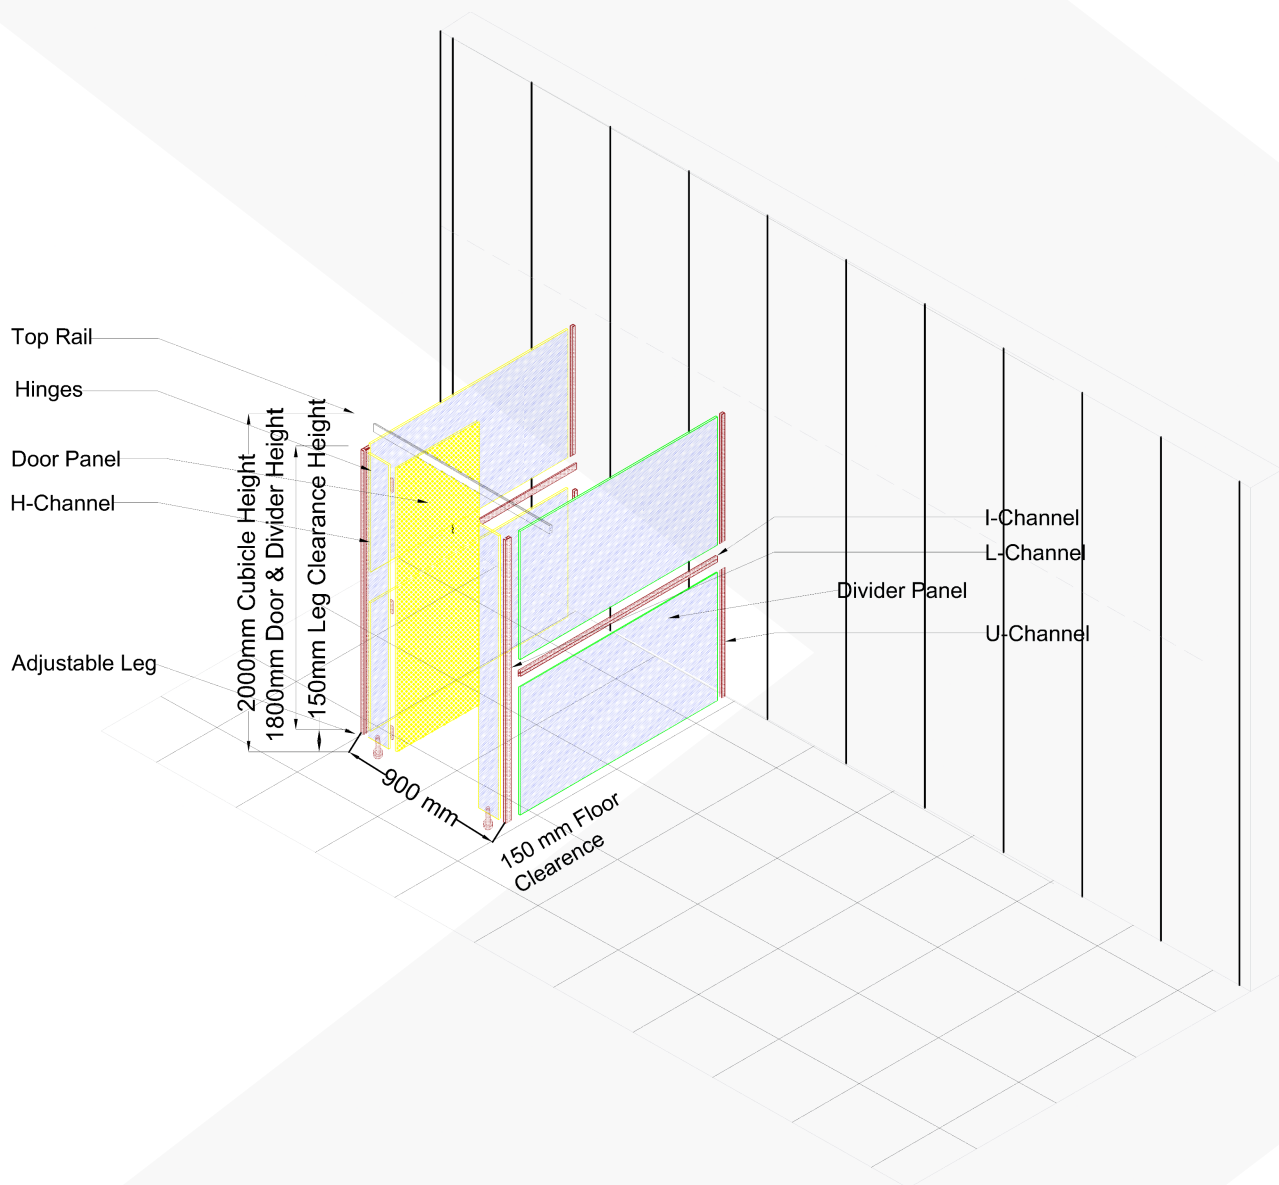 Top Rail
Hinges
Door Panel
H-Channel
Adjustable Leg
2000mm Cubicle Height
1800mm Door & Divider Height
150mm Leg Clearance Height
900 mm
150 mm Floor
Clearence
I-Channel
L-Channel
Divider Panel
U-Channel